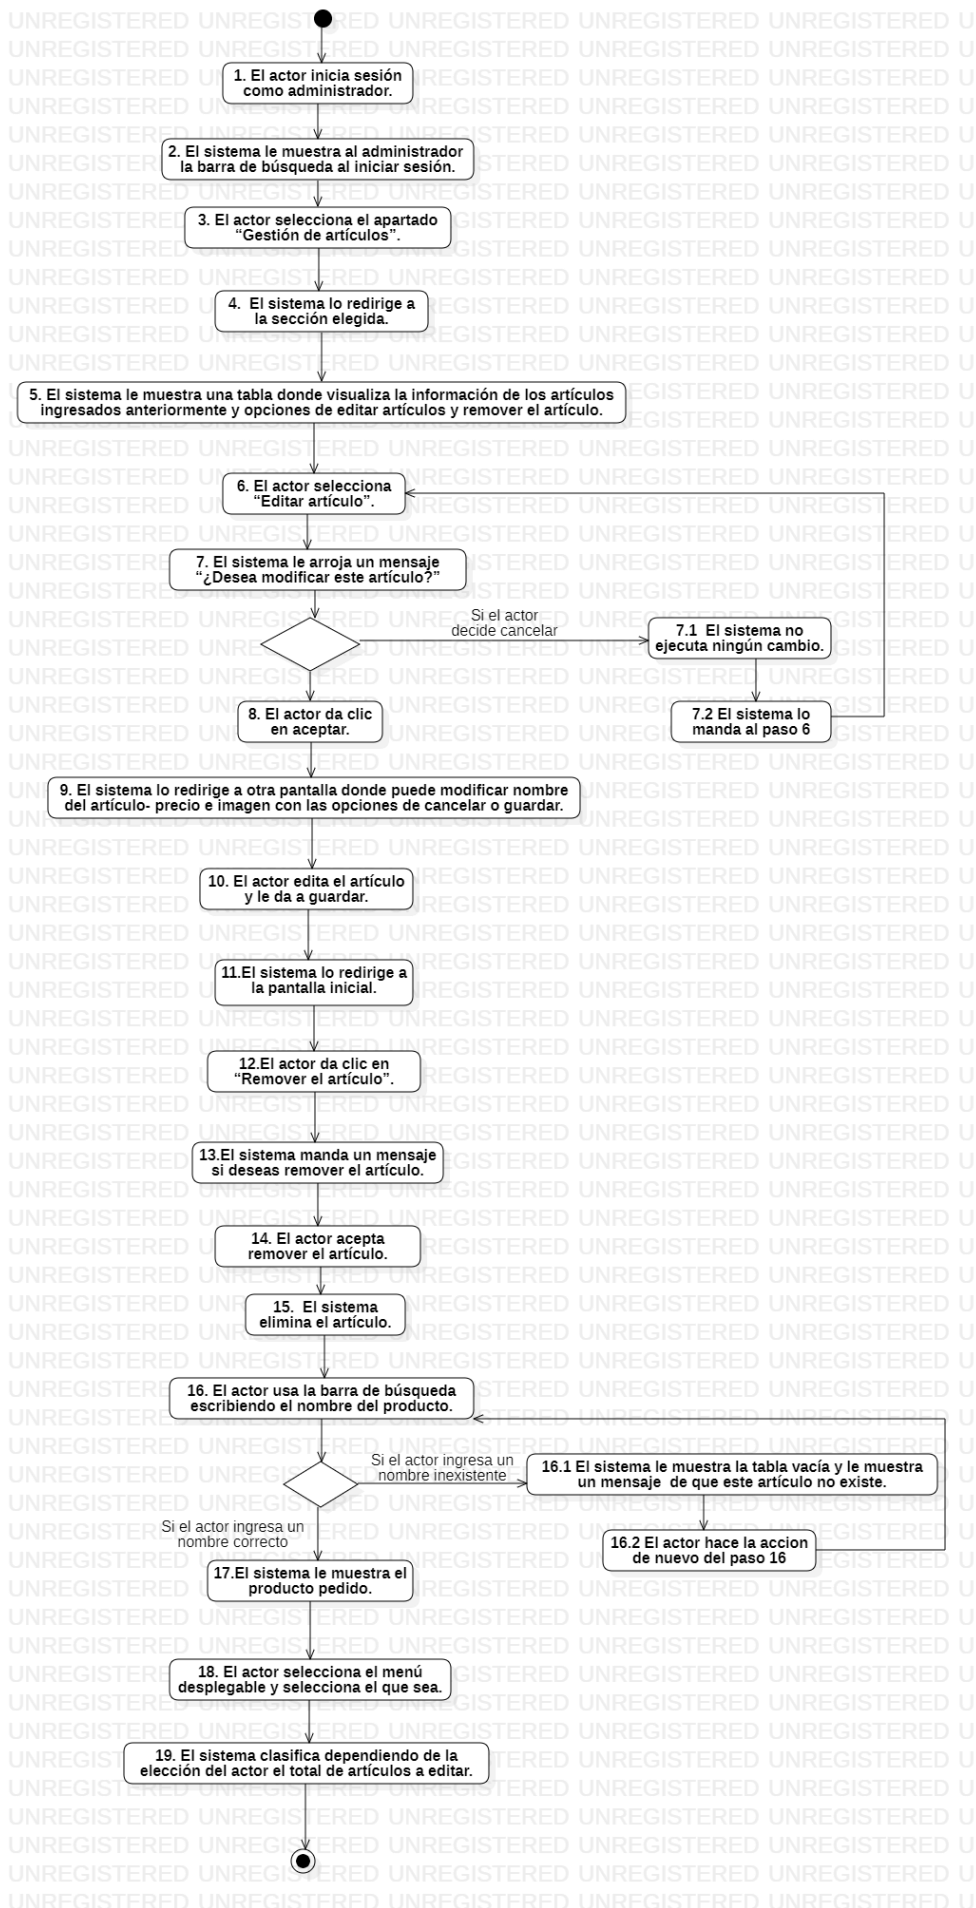 1. El actor inicia sesión
como administrador.
2. El sistema le muestra al administrador
la barra de búsqueda al iniciar sesión.
3. El actor selecciona el apartado
“Gestión de artículos”.
4.  El sistema lo redirige a
la sección elegida.
5. El sistema le muestra una tabla donde visualiza la información de los artículos
ingresados anteriormente y opciones de editar artículos y remover el artículo.
6. El actor selecciona
“Editar artículo”.
7. El sistema le arroja un mensaje
“¿Desea modificar este artículo?”
Si el actor
decide cancelar
7.1  El sistema no
ejecuta ningún cambio.
7.2 El sistema lo
manda al paso 6
8. El actor da clic
en aceptar.
9. El sistema lo redirige a otra pantalla donde puede modificar nombre
del artículo- precio e imagen con las opciones de cancelar o guardar.
10. El actor edita el artículo
y le da a guardar.
11.El sistema lo redirige a
la pantalla inicial.
12.El actor da clic en
“Remover el artículo”.
13.El sistema manda un mensaje
si deseas remover el artículo.
14. El actor acepta
remover el artículo.
15.  El sistema
elimina el artículo.
16. El actor usa la barra de búsqueda
escribiendo el nombre del producto.
Si el actor ingresa un
nombre inexistente
16.1 El sistema le muestra la tabla vacía y le muestra
un mensaje  de que este artículo no existe.
16.2 El actor hace la accion
de nuevo del paso 16
Si el actor ingresa un
nombre correcto
17.El sistema le muestra el
producto pedido.
18. El actor selecciona el menú
desplegable y selecciona el que sea.
19. El sistema clasifica dependiendo de la
elección del actor el total de artículos a editar.
UNREGISTERED